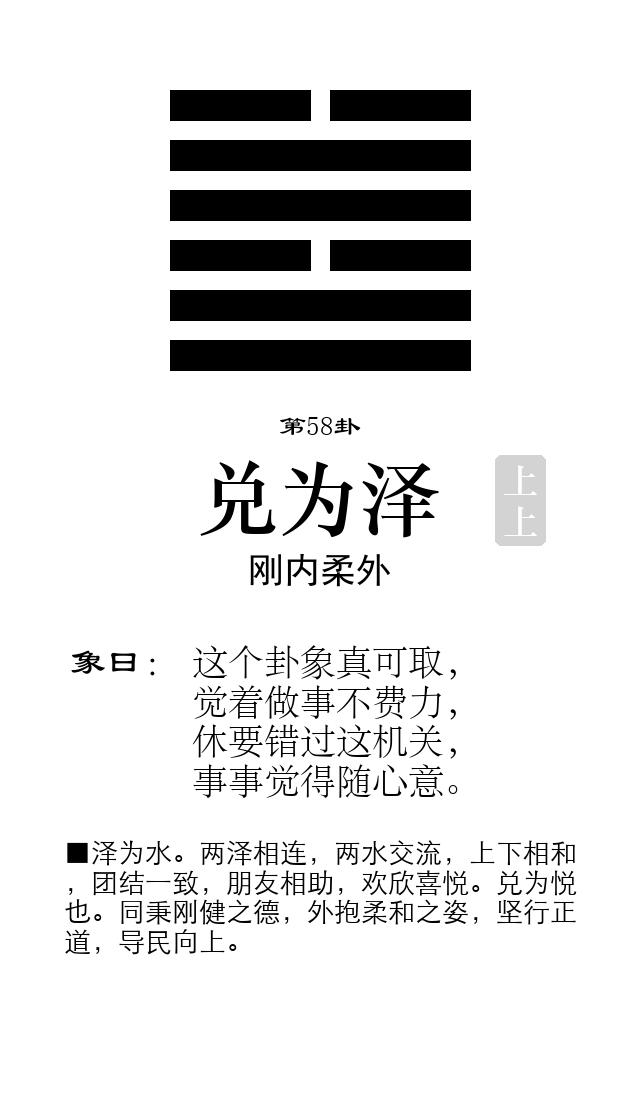 第58卦
兑为泽
上上
刚内柔外
象曰：
这个卦象真可取，
觉着做事不费力，
休要错过这机关，
事事觉得随心意。
■泽为水。两泽相连，两水交流，上下相和
，团结一致，朋友相助，欢欣喜悦。兑为悦
也。同秉刚健之德，外抱柔和之姿，坚行正
道，导民向上。